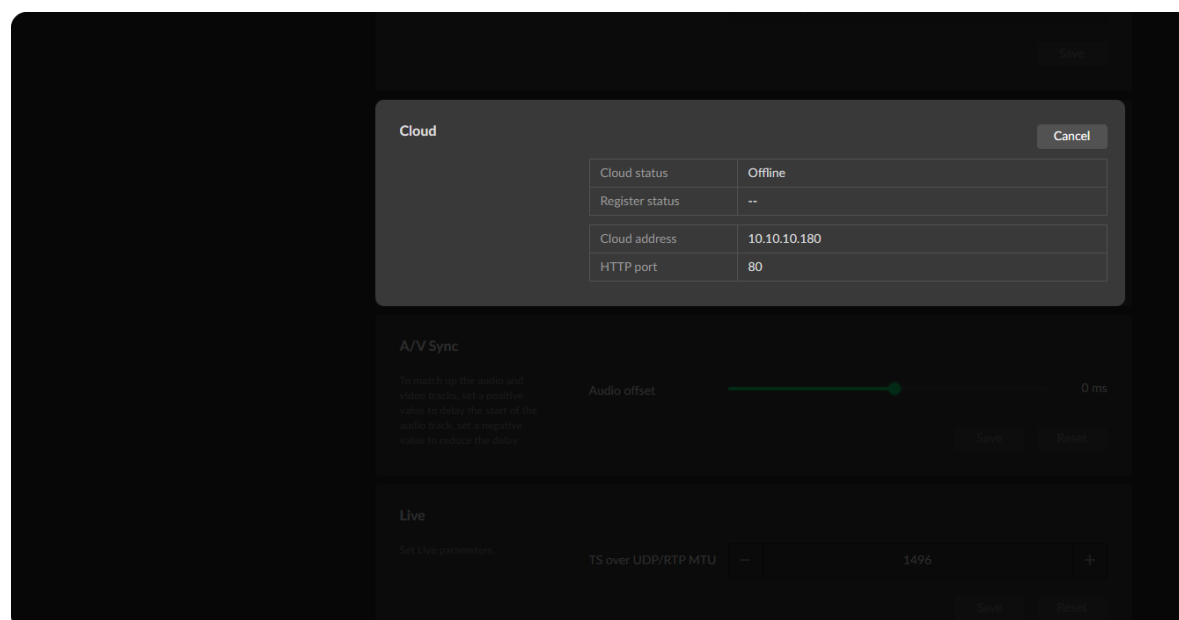 Save
Cloud
Cancel
Cloud status Offline
Register status --
Cloud address 10.10.10.180
HTTP port 80
A/V Sync
To match up the audio and
video tracks, set a positive
value to delay the start of the
audio track, set a negative
value to reduce the delay
Audio offset 0 ms
Save Reset
Live
Set Live parameters.
TS over UDP/RTP MTU − 1496 +
Save Reset